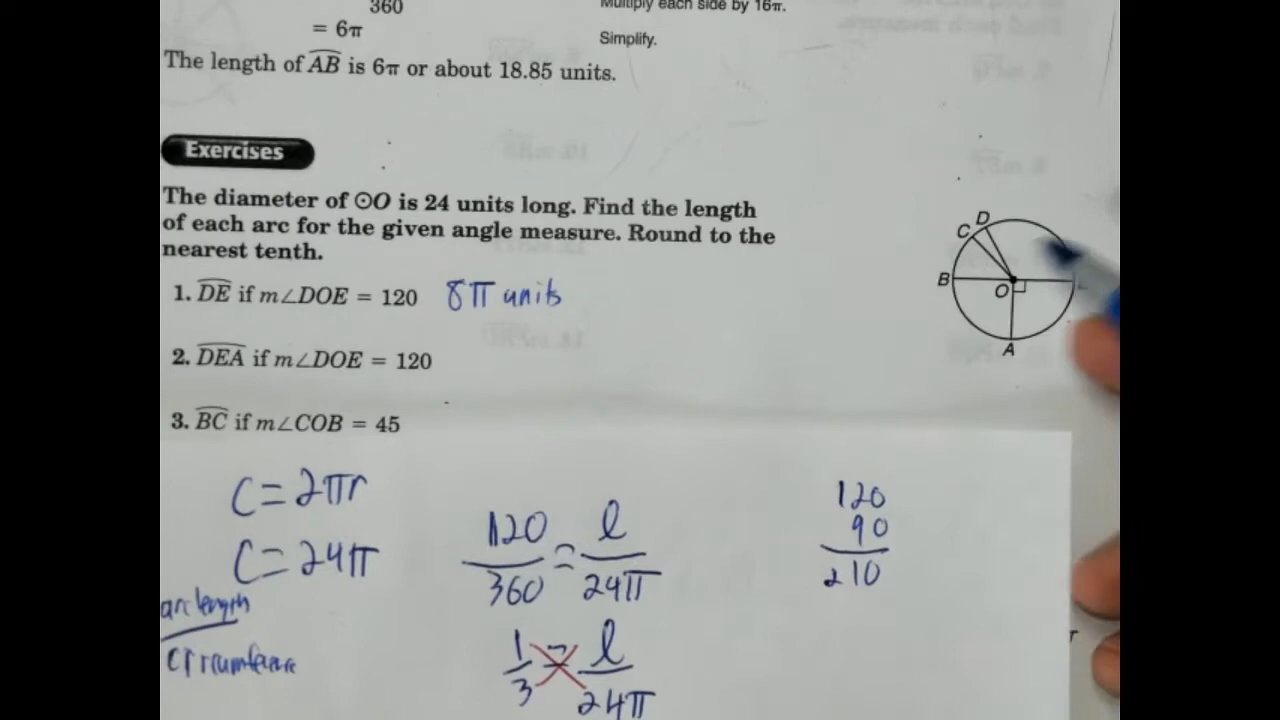 360
Multiply each side by 16π.
= 6π
Simplify.
The length of AB is 6π or about 18.85 units.
Exercises
The diameter of ⊙O is 24 units long. Find the length
of each arc for the given angle measure. Round to the
nearest tenth.
1. DE if m∠DOE = 120 8π units
2. DEA if m∠DOE = 120
3. BC if m∠COB = 45
D
C
B
O
A
C=2πr
C=24π
arc length
120
360
=
l
24π
1
3
=
l
24π
120
90
210